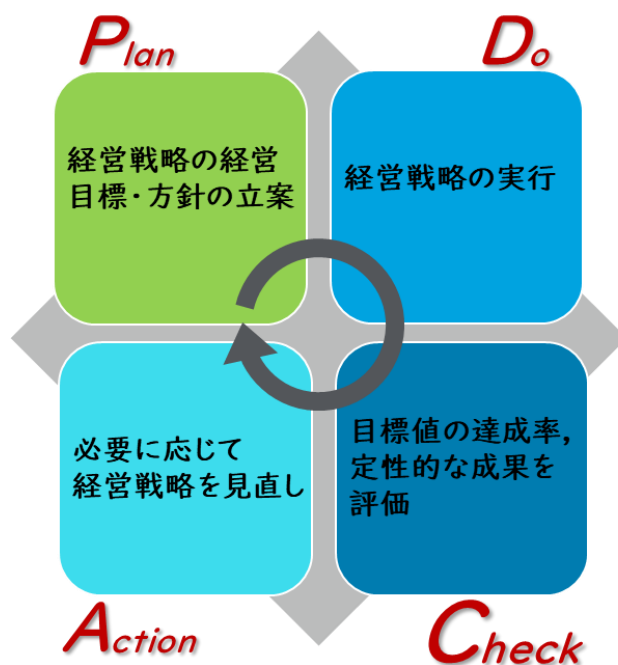 Plan
経営戦略の経営
目標・方針の立案
Do
経営戦略の実行
Check
目標値の達成率,
定性的な成果を
評価
Action
必要に応じて
経営戦略を見直し